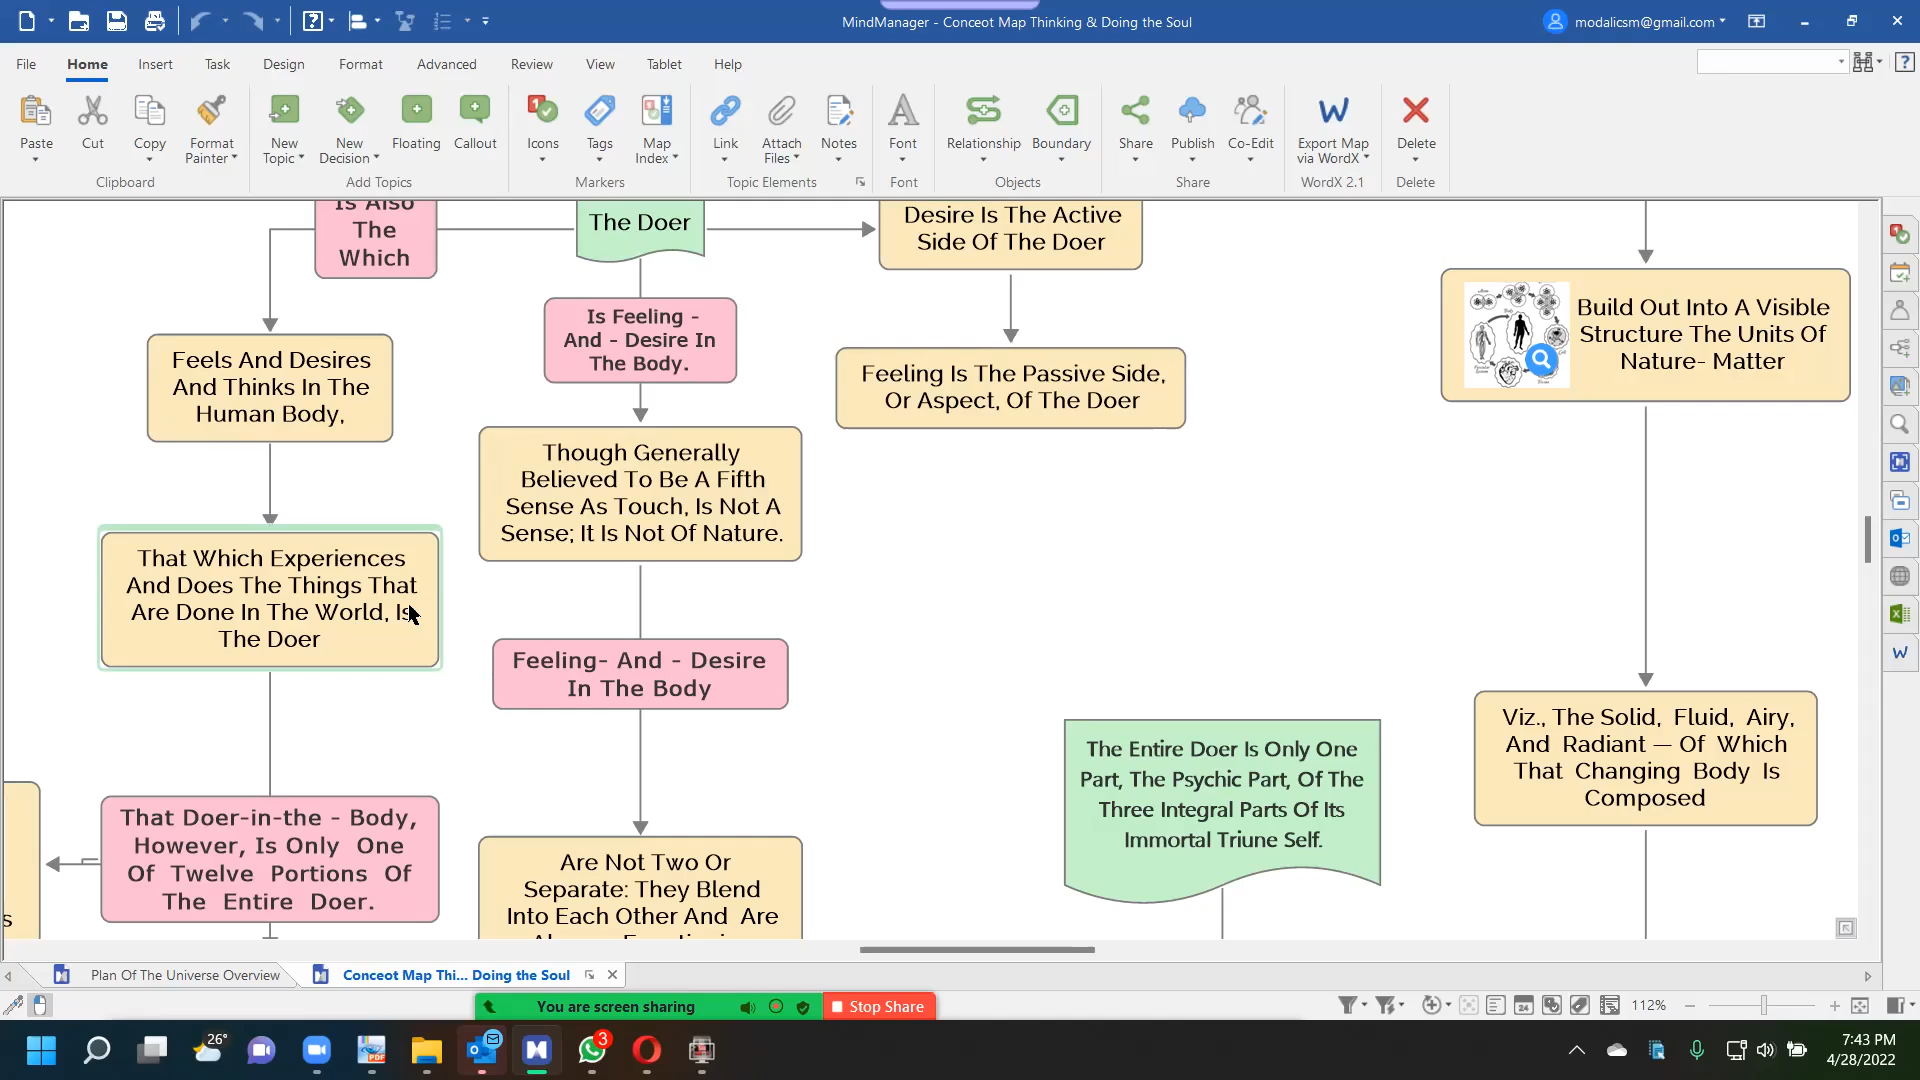 MindManager - Conceot Map Thinking & Doing the Soul
modalicsm@gmail.com
File
Home
Insert
Task
Design
Format
Advanced
Review
View
Tablet
Help
Paste
Cut
Copy
Format
Painter
New
Topic
New
Decision
Floating
Callout
Icons
Tags
Map
Index
Link
Attach
Files
Notes
Font
Relationship
Boundary
Share
Publish
Co-Edit
Export Map
via WordX
Delete
Clipboard
Add Topics
Markers
Topic Elements
Font
Objects
Share
WordX 2.1
Delete
Is Also
The
Which
The Doer
Desire Is The Active
Side Of The Doer
Is Feeling -
And - Desire In
The Body.
Build Out Into A Visible
Structure The Units Of
Nature- Matter
Feels And Desires
And Thinks In The
Human Body,
Feeling Is The Passive Side,
Or Aspect, Of The Doer
Though Generally
Believed To Be A Fifth
Sense As Touch, Is Not A
Sense; It Is Not Of Nature.
That Which Experiences
And Does The Things That
Are Done In The World, Is
The Doer
Feeling- And - Desire
In The Body
Viz., The Solid, Fluid, Airy,
And Radiant — Of Which
That Changing Body Is
Composed
The Entire Doer Is Only One
Part, The Psychic Part, Of The
Three Integral Parts Of Its
Immortal Triune Self.
That Doer-in-the - Body,
However, Is Only One
Of Twelve Portions Of
The Entire Doer.
s
Are Not Two Or
Separate: They Blend
Into Each Other And Are
Plan Of The Universe Overview
Conceot Map Thi... Doing the Soul
You are screen sharing
Stop Share
112%
26°
3
7:43 PM
4/28/2022